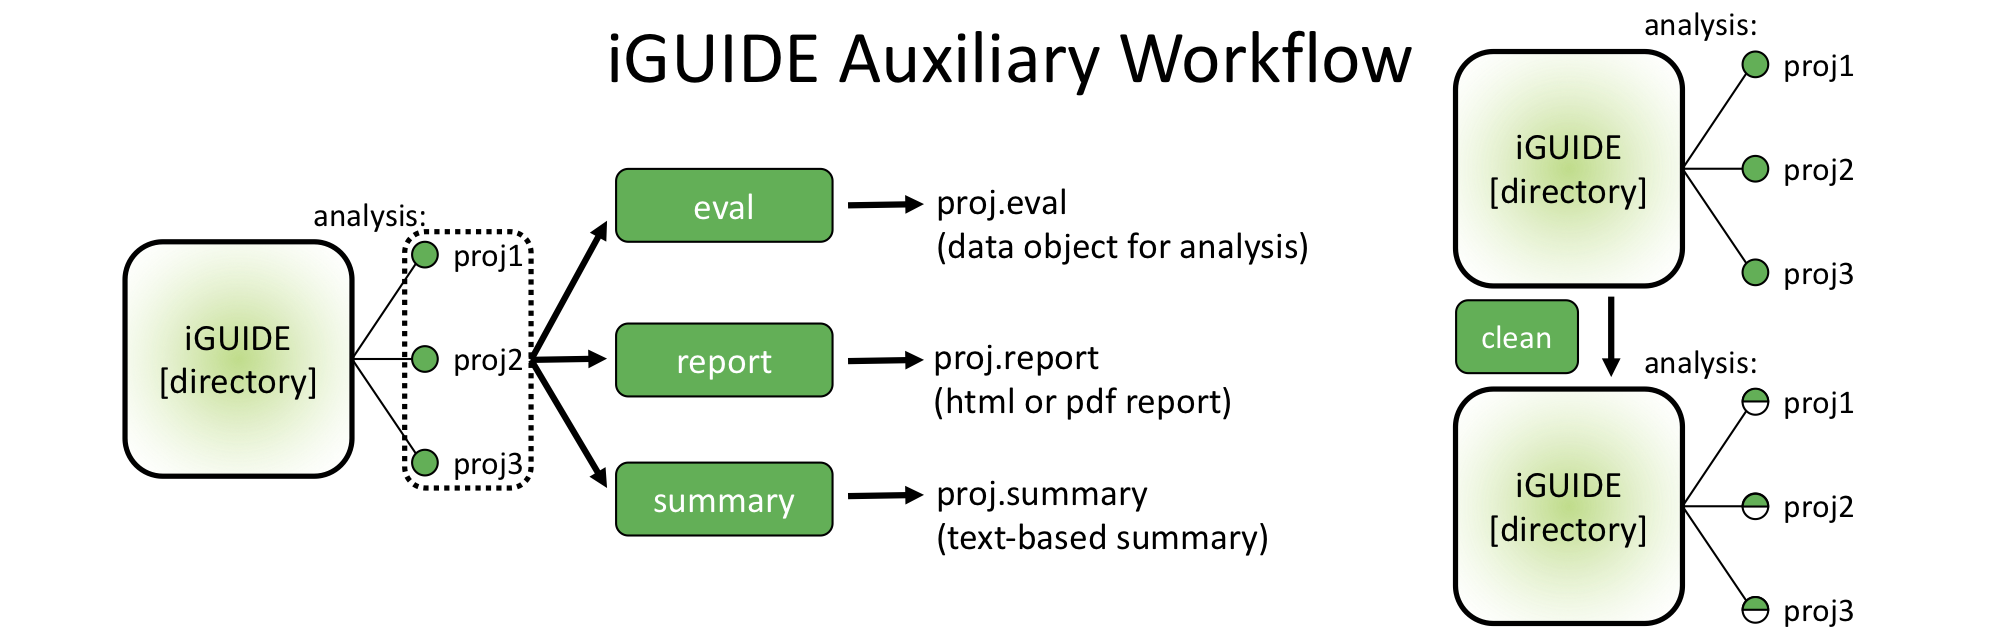 iGUIDE Auxiliary Workflow
analysis:
iGUIDE
[directory]
proj1
proj2
proj3
eval
proj.eval
(data object for analysis)
report
proj.report
(html or pdf report)
summary
proj.summary
(text-based summary)
analysis:
iGUIDE
[directory]
proj1
proj2
proj3
clean
analysis:
iGUIDE
[directory]
proj1
proj2
proj3